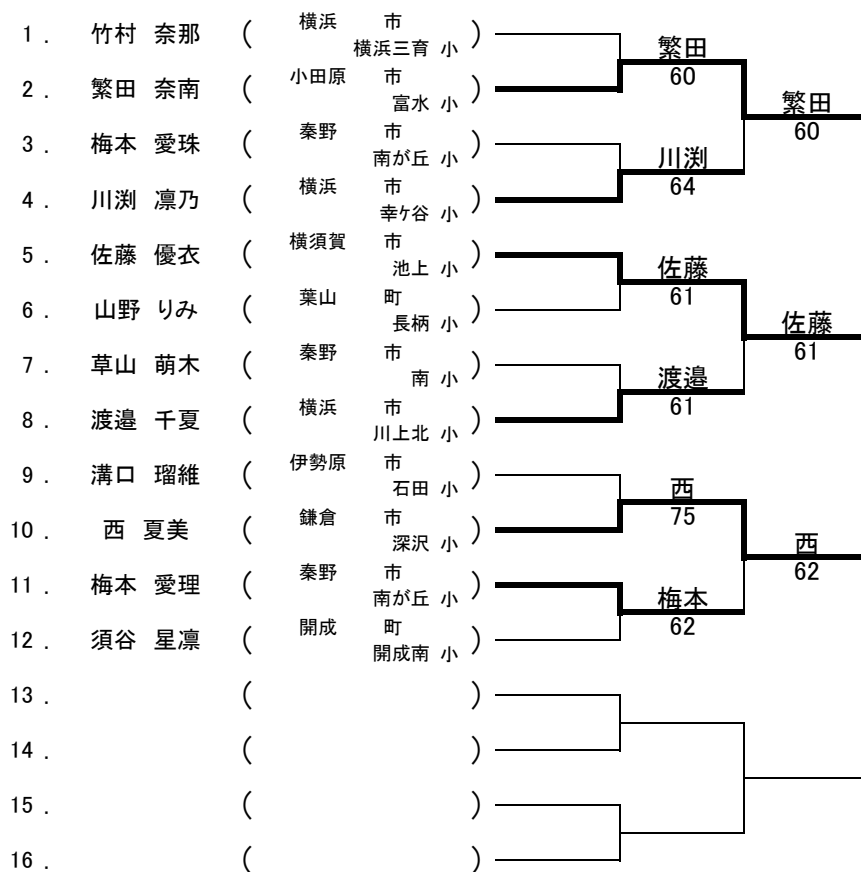 1 . 竹村 奈那 ( 横浜 市 横浜三育 小 )
2 . 繁田 奈南 ( 小田原 市 富水 小 )
3 . 梅本 愛珠 ( 秦野 市 南が丘 小 )
4 . 川渕 凛乃 ( 横浜 市 幸ケ谷 小 )
5 . 佐藤 優衣 ( 横須賀 市 池上 小 )
6 . 山野 りみ ( 葉山 町 長柄 小 )
7 . 草山 萌木 ( 秦野 市 南 小 )
8 . 渡邉 千夏 ( 横浜 市 川上北 小 )
9 . 溝口 瑠維 ( 伊勢原 市 石田 小 )
10 . 西 夏美 ( 鎌倉 市 深沢 小 )
11 . 梅本 愛理 ( 秦野 市 南が丘 小 )
12 . 須谷 星凛 ( 開成 町 開成南 小 )
13 . ( )
14 . ( )
15 . ( )
16 . ( )
繁田
60
川渕
64
佐藤
61
渡邉
61
西
75
梅本
62
繁田
60
佐藤
61
西
62